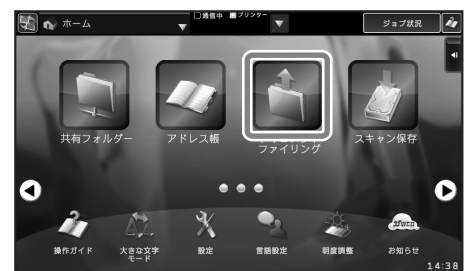 ホーム
□通信中 プリンター
ジョブ状況
共有フォルダー
アドレス帳
ファイリング
スキャン保存
操作ガイド
大きな文字
モード
設定
言語設定
明度調整
お知らせ
14:38